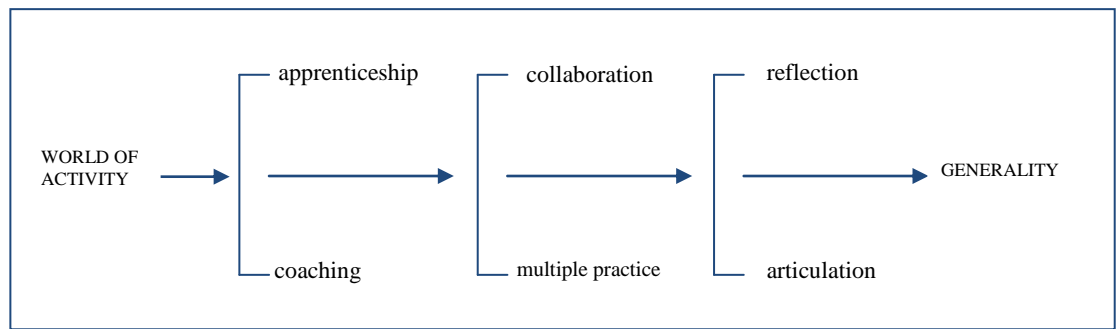 apprenticeship
collaboration
reflection
WORLD OF
ACTIVITY
GENERALITY
coaching
multiple practice
articulation